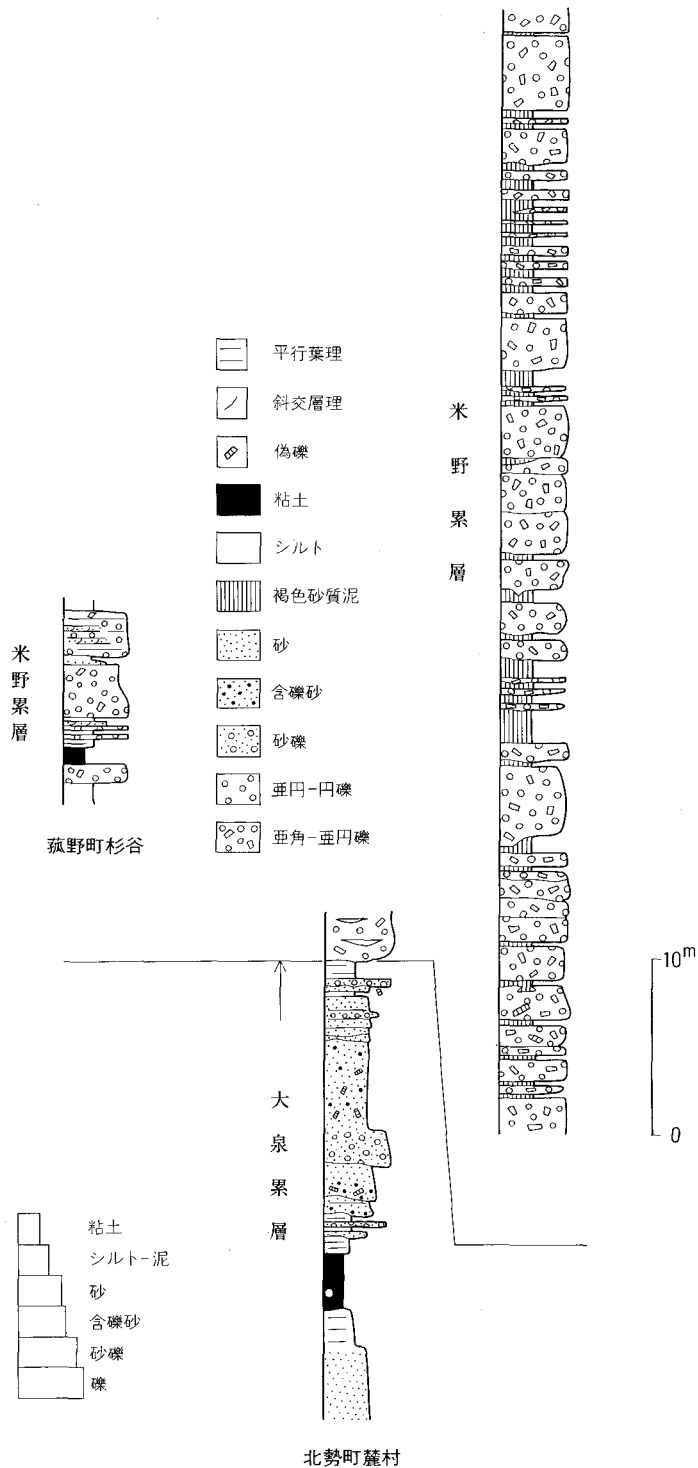 平行葉理
斜交層理
偽礫
粘土
シルト
褐色砂質泥
砂
含礫砂
砂礫
亜円-円礫
亜角-亜円礫
米野累層
菰野町杉谷
米野累層
大泉累層
10m
0
粘土
シルト-泥
砂
含礫砂
砂礫
礫
北勢町麓村